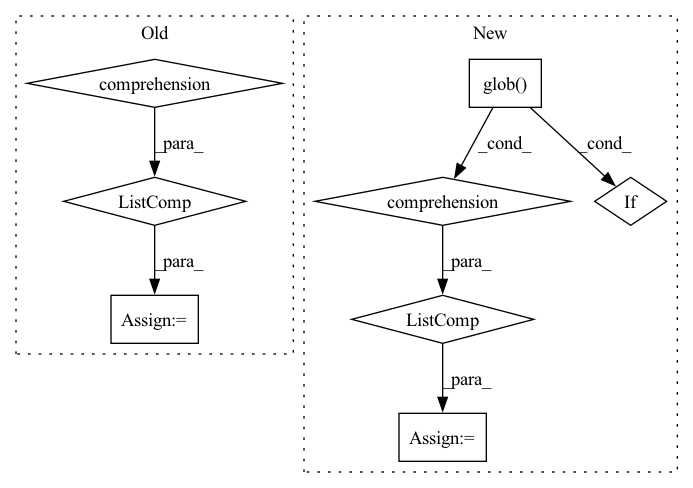 Old
New
comprehension
glob()
_para_
_cond_
_cond_
ListComp
comprehension
If
_para_
_para_
Assign:=
ListComp
_para_
Assign:=